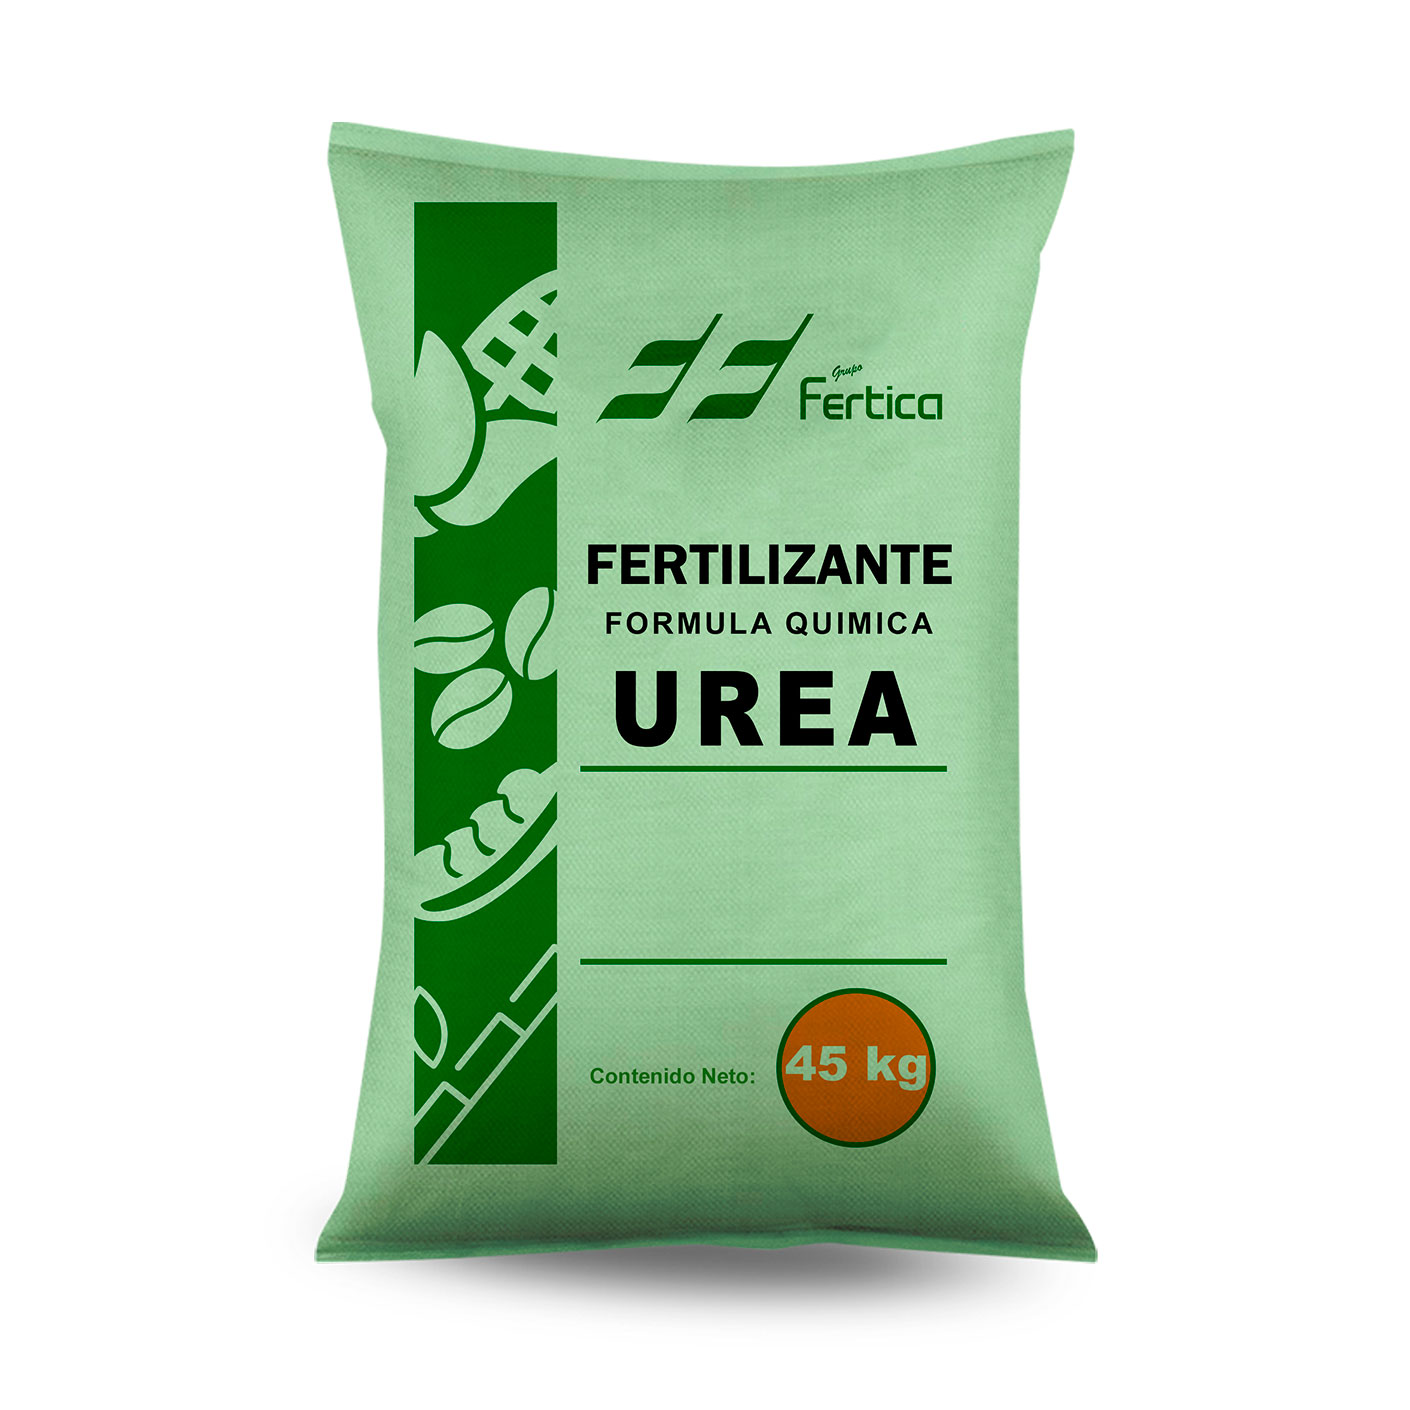 Grupo
Fertica
FERTILIZANTE
FORMULA QUIMICA
UREA
Contenido Neto: 45 kg